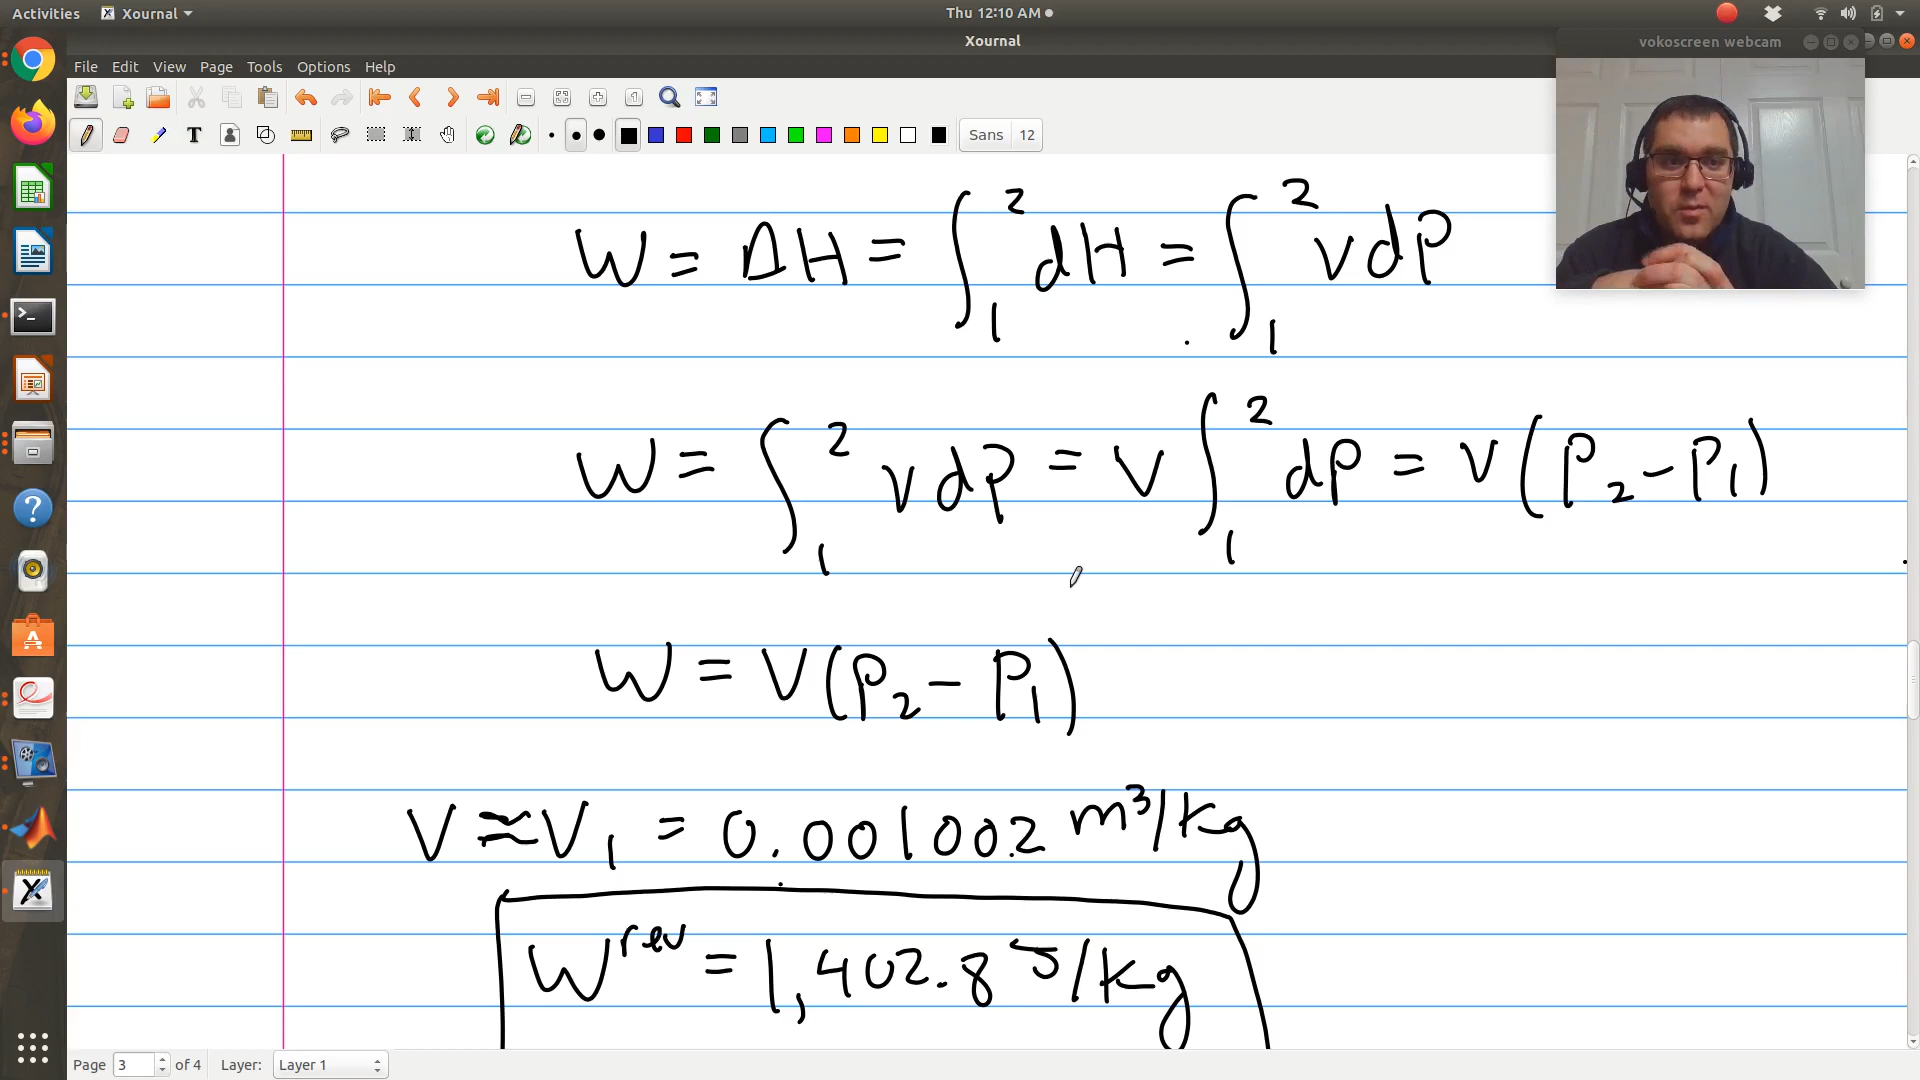 Activities Xournal Thu 12:10 AM
Xournal
vokoscreen webcam
File Edit View Page Tools Options Help
Sans 12
W = ΔH = ∫₁² dH = ∫₁² VdP
W = ∫₁² VdP = V ∫₁² dP = V(P₂ − P₁)
W = V(P₂ − P₁)
V ≈ V₁ = 0.001002 m³/kg
W^rev = 1,402.8 J/kg
Page 3 of 4 Layer: Layer 1